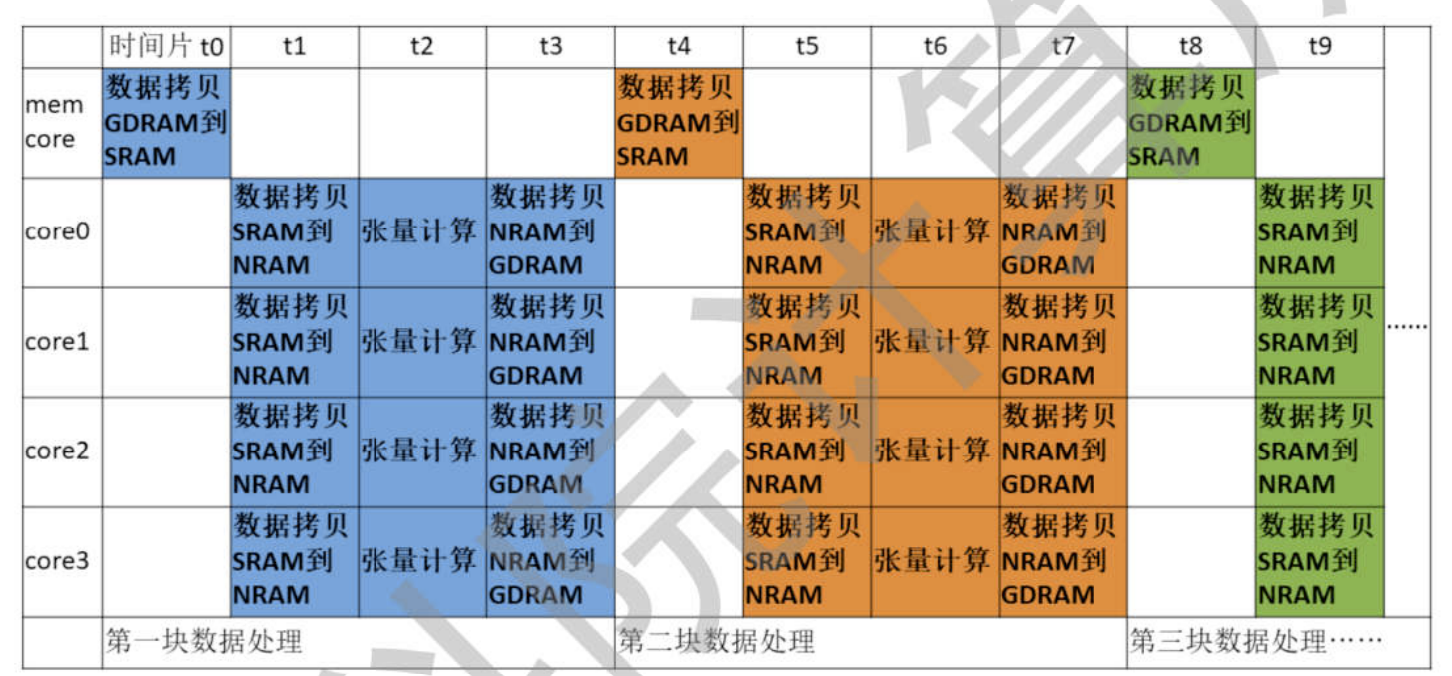 时间片 t0 t1 t2 t3 t4 t5 t6 t7 t8 t9
mem
core
数据拷贝
GDRAM到
SRAM
数据拷贝
GDRAM到
SRAM
数据拷贝
GDRAM到
SRAM
core0
数据拷贝
SRAM到
NRAM
张量计算
数据拷贝
NRAM到
GDRAM
数据拷贝
SRAM到
NRAM
张量计算
数据拷贝
NRAM到
GDRAM
数据拷贝
SRAM到
NRAM
core1
数据拷贝
SRAM到
NRAM
张量计算
数据拷贝
NRAM到
GDRAM
数据拷贝
SRAM到
NRAM
张量计算
数据拷贝
NRAM到
GDRAM
数据拷贝
SRAM到
NRAM
……
core2
数据拷贝
SRAM到
NRAM
张量计算
数据拷贝
NRAM到
GDRAM
数据拷贝
SRAM到
NRAM
张量计算
数据拷贝
NRAM到
GDRAM
数据拷贝
SRAM到
NRAM
core3
数据拷贝
SRAM到
NRAM
张量计算
数据拷贝
NRAM到
GDRAM
数据拷贝
SRAM到
NRAM
张量计算
数据拷贝
NRAM到
GDRAM
数据拷贝
SRAM到
NRAM
第一块数据处理 第二块数据处理 第三块数据处理……
院计算